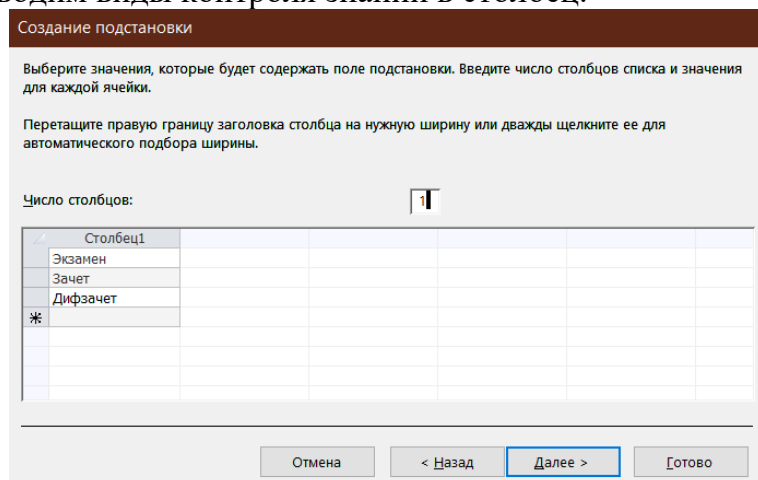 Создание подстановки
Выберите значения, которые будет содержать поле подстановки. Введите число столбцов списка и значения
для каждой ячейки.
Перетащите правую границу заголовка столбца на нужную ширину или дважды щелкните ее для
автоматического подбора ширины.
Число столбцов: 1
Столбец1
Экзамен
Зачет
Дифзачет
Отмена < Назад Далее > Готово